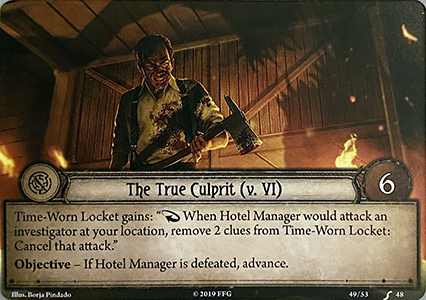 The True Culprit (v. VI)
6
Time-Worn Locket gains: “ When Hotel Manager would attack an
investigator at your location, remove 2 clues from Time-Worn Locket:
Cancel that attack.”
Objective – If Hotel Manager is defeated, advance.
Illus. Borja Pindado
© 2019 FFG
49/53
48